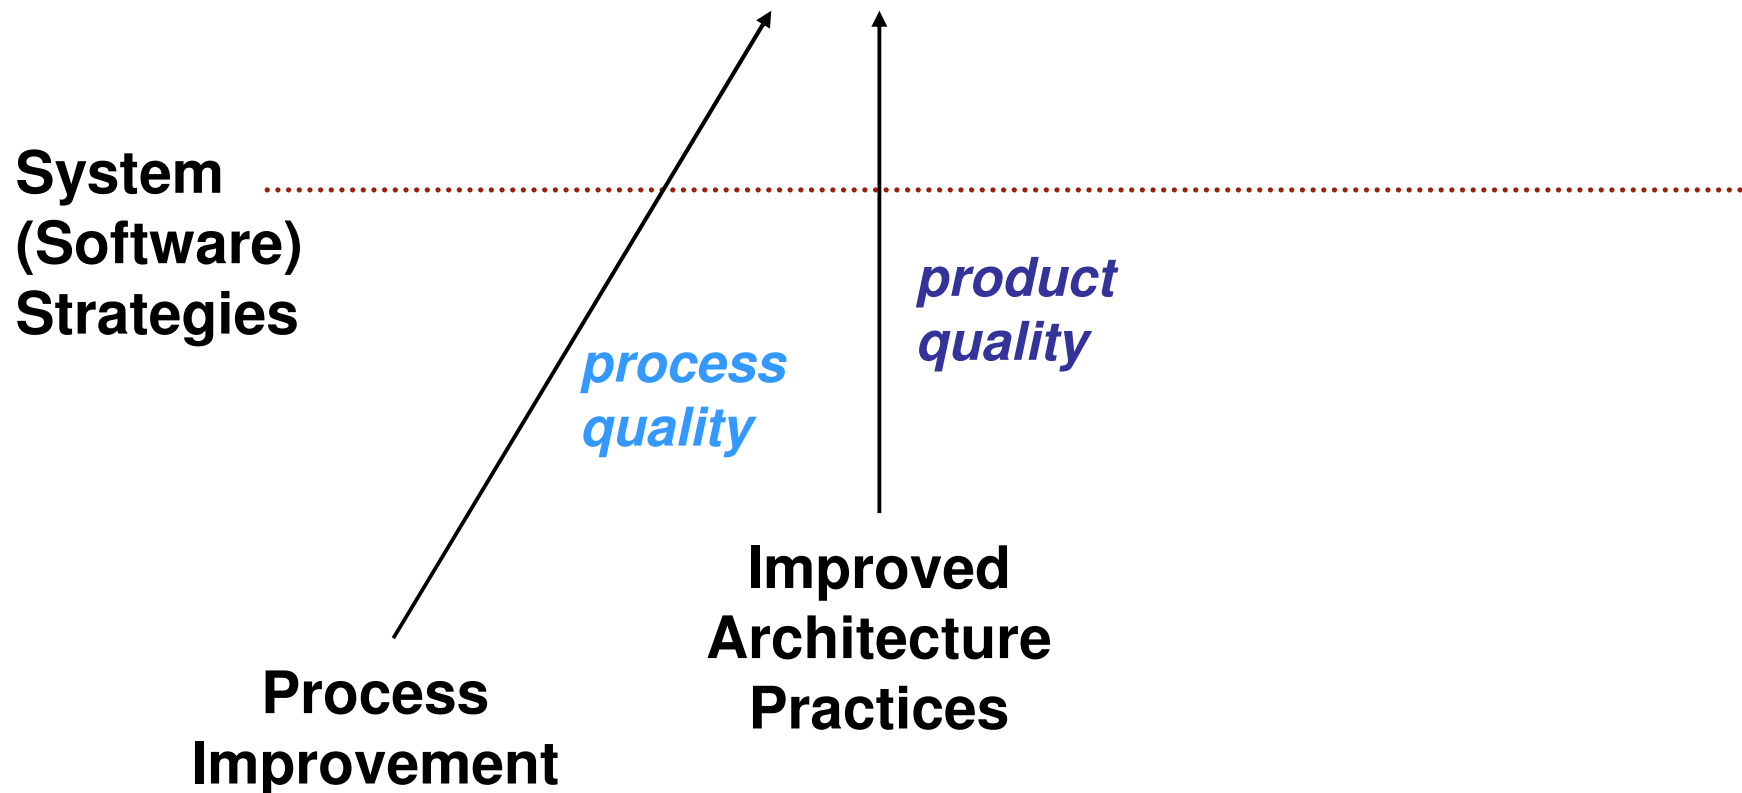 System
(Software)
Strategies
product
quality
process
quality
Improved
Architecture
Practices
Process
Improvement